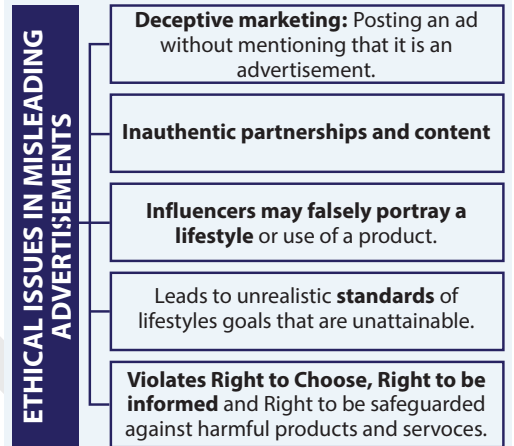 ETHICAL ISSUES IN MISLEADING
ADVERTISEMENTS
Deceptive marketing: Posting an ad
without mentioning that it is an
advertisement.
Inauthentic partnerships and content
Influencers may falsely portray a
lifestyle or use of a product.
Leads to unrealistic standards of
lifestyles goals that are unattainable.
Violates Right to Choose, Right to be
informed and Right to be safeguarded
against harmful products and servoces.